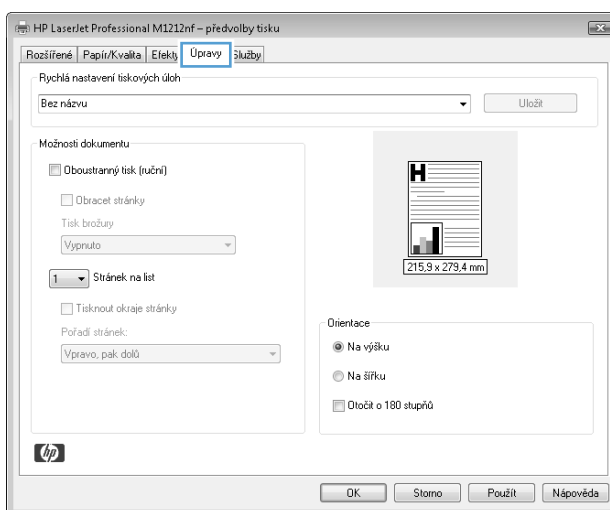 HP LaserJet Professional M1212nf – předvolby tisku
Rozšířené Papír/Kvalita Efekty Úpravy Služby
Rychlá nastavení tiskových úloh
Bez názvu
Uložit
Možnosti dokumentu
Oboustranný tisk (ruční)
Obracet stránky
Tisk brožury
Vypnuto
1 Stránek na list
Tisknout okraje stránky
Pořadí stránek:
Vpravo, pak dolů
H
215,9 x 279,4 mm
Orientace
Na výšku
Na šířku
Otočit o 180 stupňů
hp
OK Storno Použít Nápověda